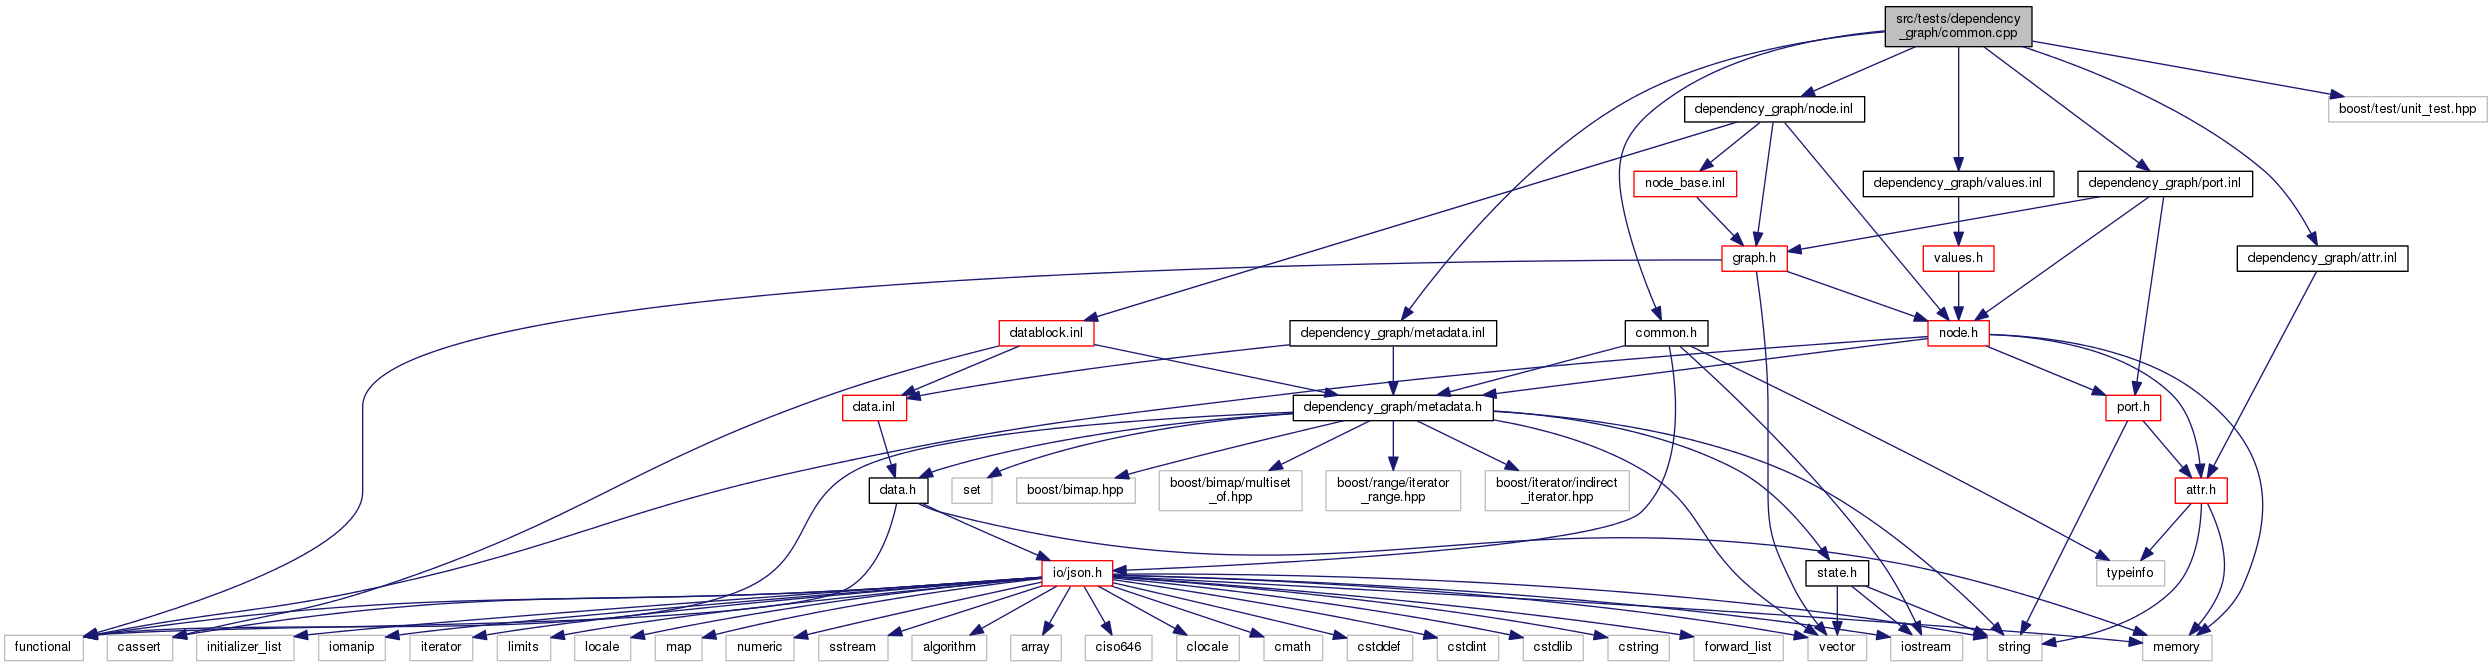 src/tests/dependency
_graph/common.cpp
dependency_graph/node.inl
boost/test/unit_test.hpp
node_base.inl
dependency_graph/values.inl
dependency_graph/port.inl
graph.h
values.h
dependency_graph/attr.inl
datablock.inl
dependency_graph/metadata.inl
common.h
node.h
data.inl
dependency_graph/metadata.h
port.h
data.h
set
boost/bimap.hpp
boost/bimap/multiset
_of.hpp
boost/range/iterator
_range.hpp
boost/iterator/indirect
_iterator.hpp
attr.h
io/json.h
state.h
typeinfo
functional
cassert
initializer_list
iomanip
iterator
limits
locale
map
numeric
sstream
algorithm
array
ciso646
clocale
cmath
cstddef
cstdint
cstdlib
cstring
forward_list
vector
iostream
string
memory